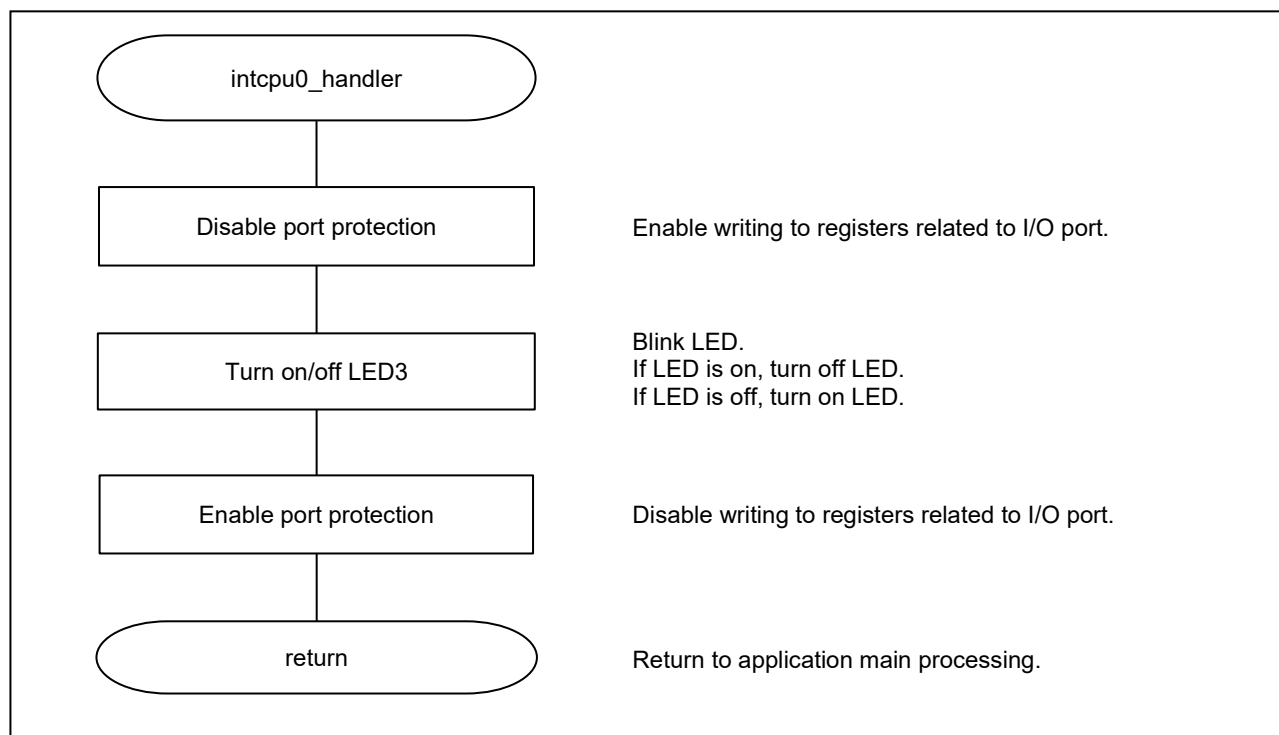 intcpu0_handler
Disable port protection
Enable writing to registers related to I/O port.
Turn on/off LED3
Blink LED.
If LED is on, turn off LED.
If LED is off, turn on LED.
Enable port protection
Disable writing to registers related to I/O port.
return
Return to application main processing.